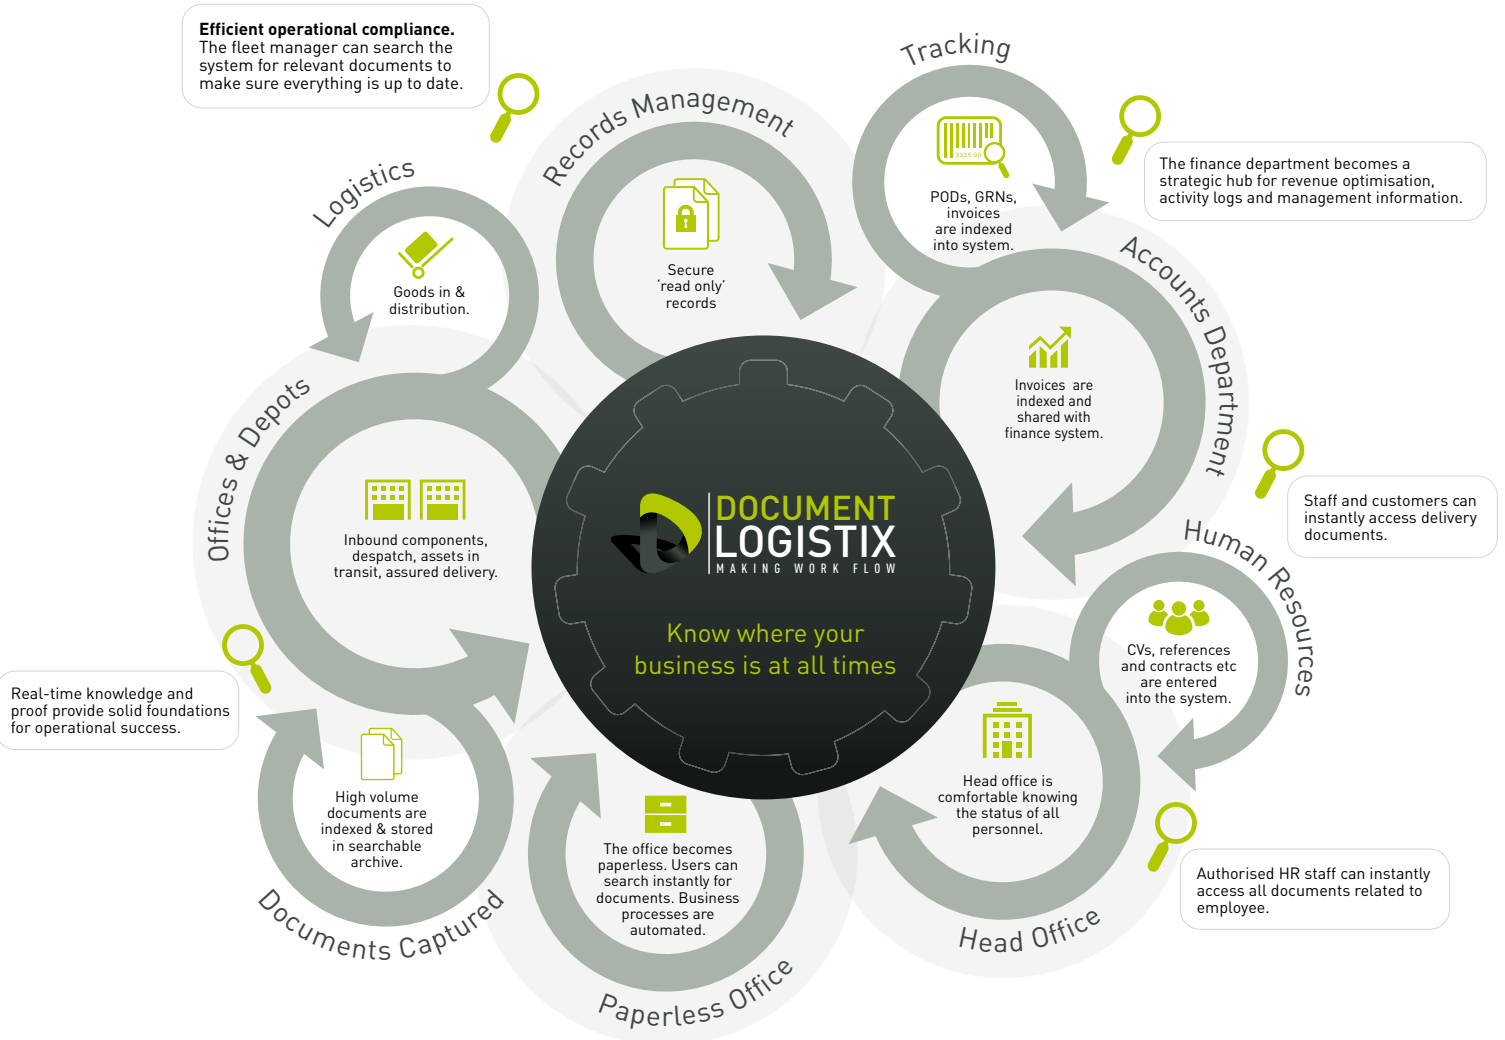 Efficient operational compliance.
The fleet manager can search the
system for relevant documents to
make sure everything is up to date.
Tracking
3329 00
PODs, GRNs,
invoices
are indexed
into system.
The finance department becomes a
strategic hub for revenue optimisation,
activity logs and management information.
Records Management
Secure
‘read only’
records
Logistics
Goods in &
distribution.
Accounts Department
Invoices are
indexed and
shared with
finance system.
Offices & Depots
Inbound components,
despatch, assets in
transit, assured delivery.
DOCUMENT
LOGISTIX
MAKING WORK FLOW
Know where your
business is at all times
Staff and customers can
instantly access delivery
documents.
Human Resources
CVs, references
and contracts etc
are entered
into the system.
Real-time knowledge and
proof provide solid foundations
for operational success.
High volume
documents are
indexed & stored
in searchable
archive.
Documents Captured
The office becomes
paperless. Users can
search instantly for
documents. Business
processes are
automated.
Paperless Office
Head office is
comfortable knowing
the status of all
personnel.
Head Office
Authorised HR staff can instantly
access all documents related to
employee.